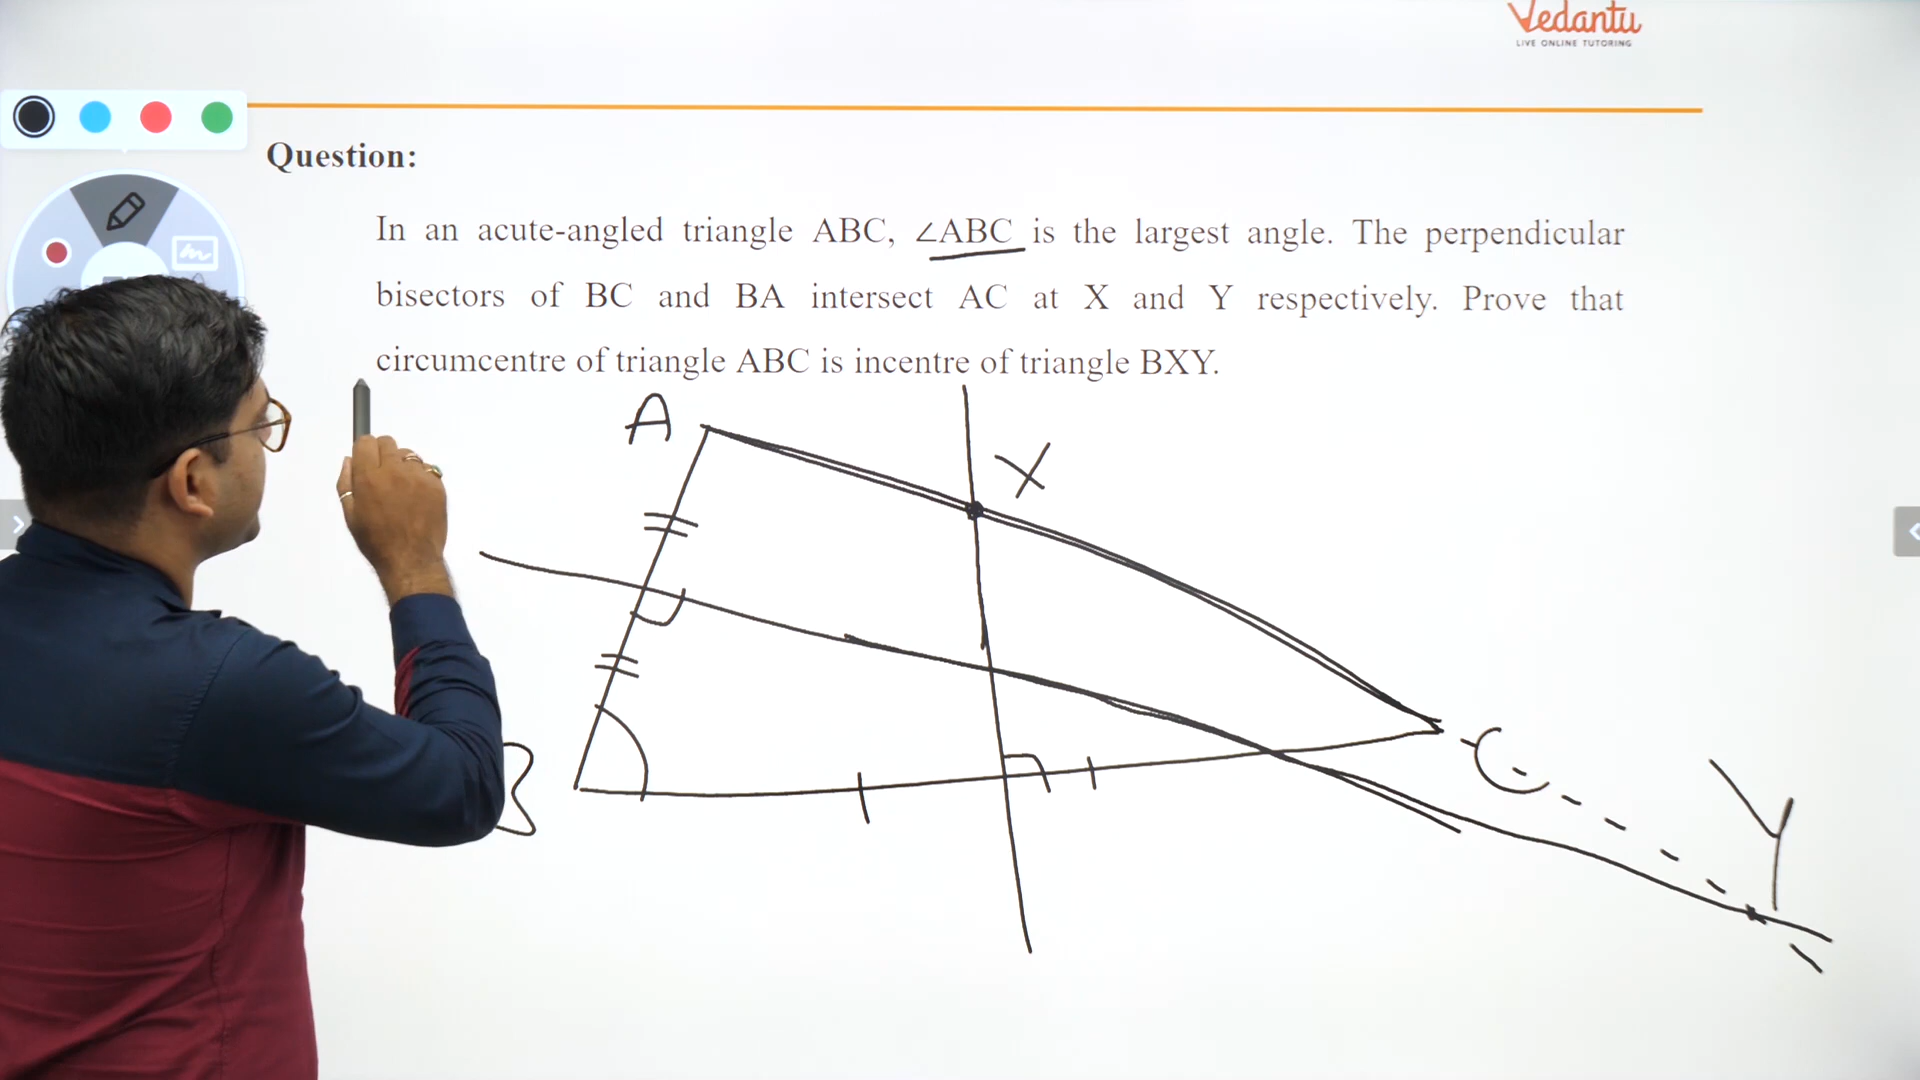 Vedantu
LIVE ONLINE TUTORING
Question:
In an acute-angled triangle ABC, ∠ABC is the largest angle. The perpendicular
bisectors of BC and BA intersect AC at X and Y respectively. Prove that
circumcentre of triangle ABC is incentre of triangle BXY.
A
X
B
C
Y